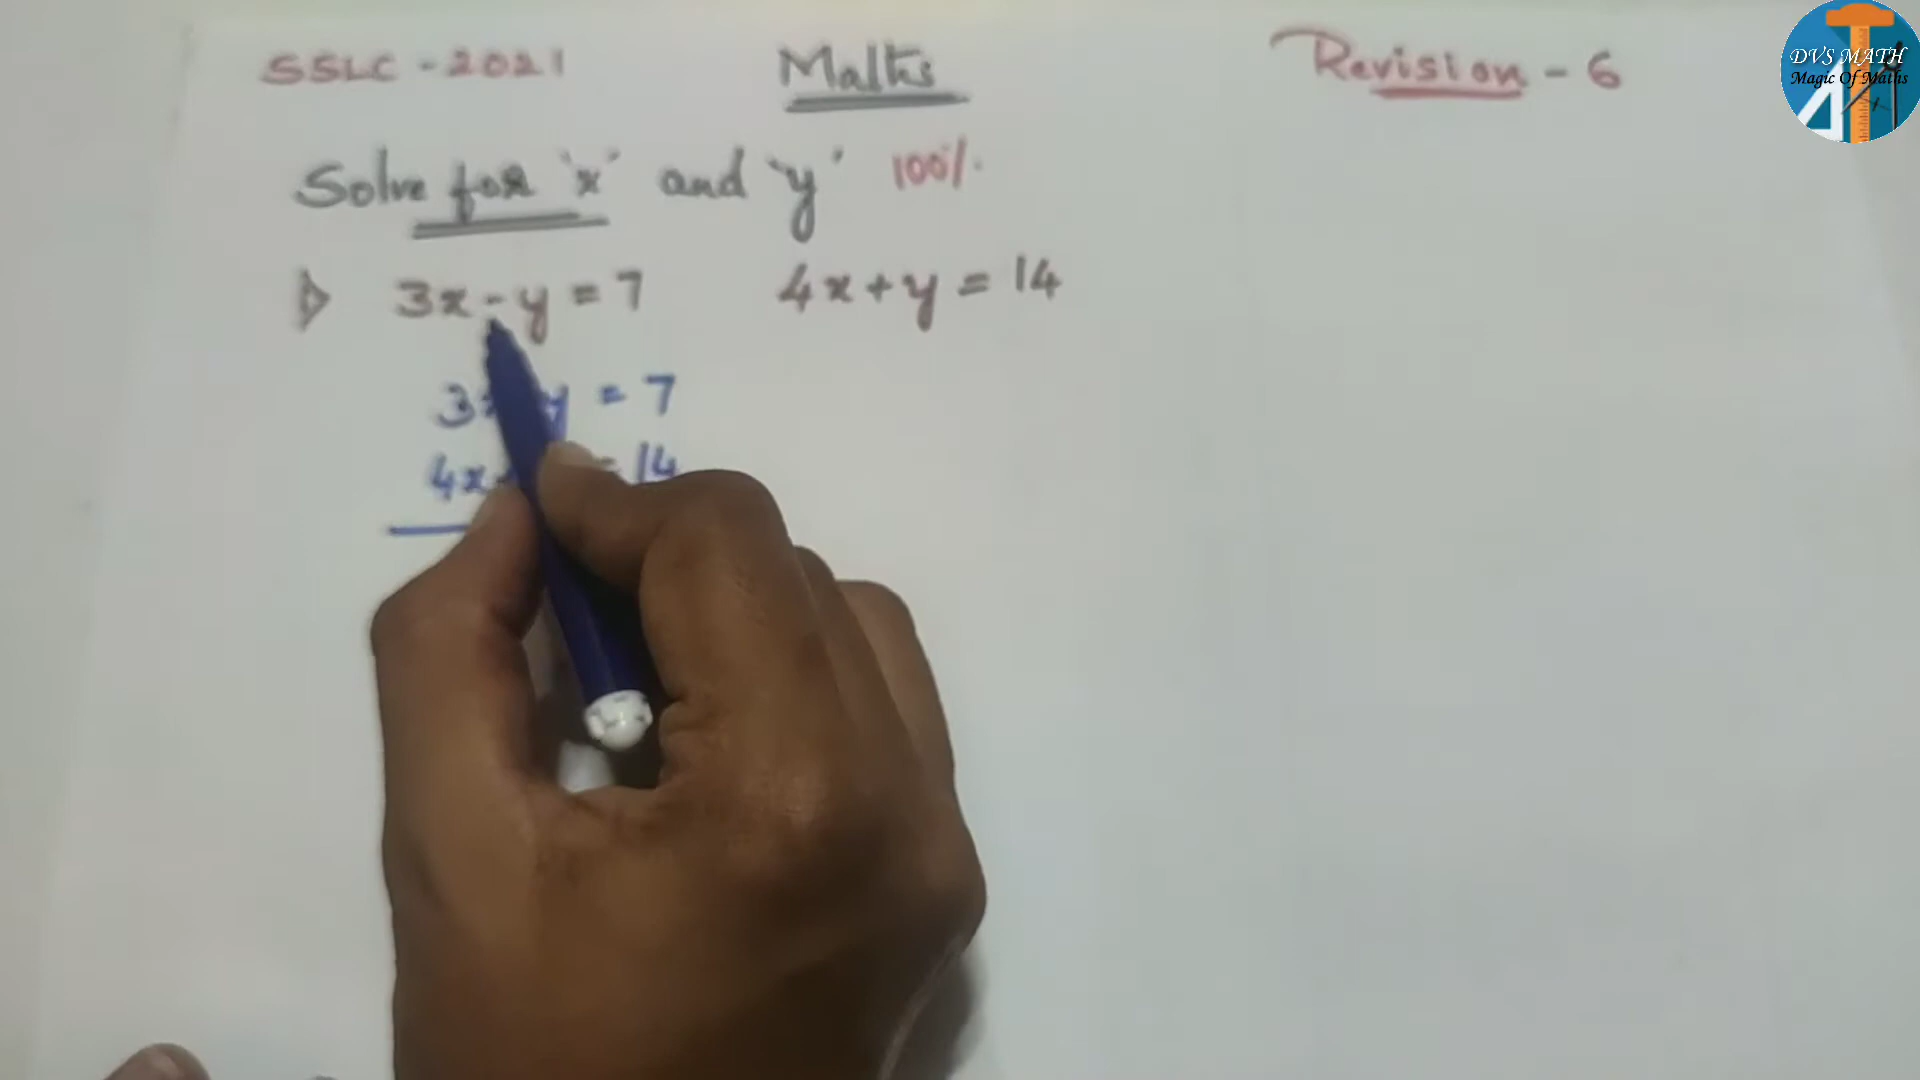 SSLC - 2021 Maths Revision - 6
DVS MATH
Magic Of Maths
Solve for 'x' and 'y' 100%.
3x - y = 7 4x + y = 14
y = 7
4x = 14